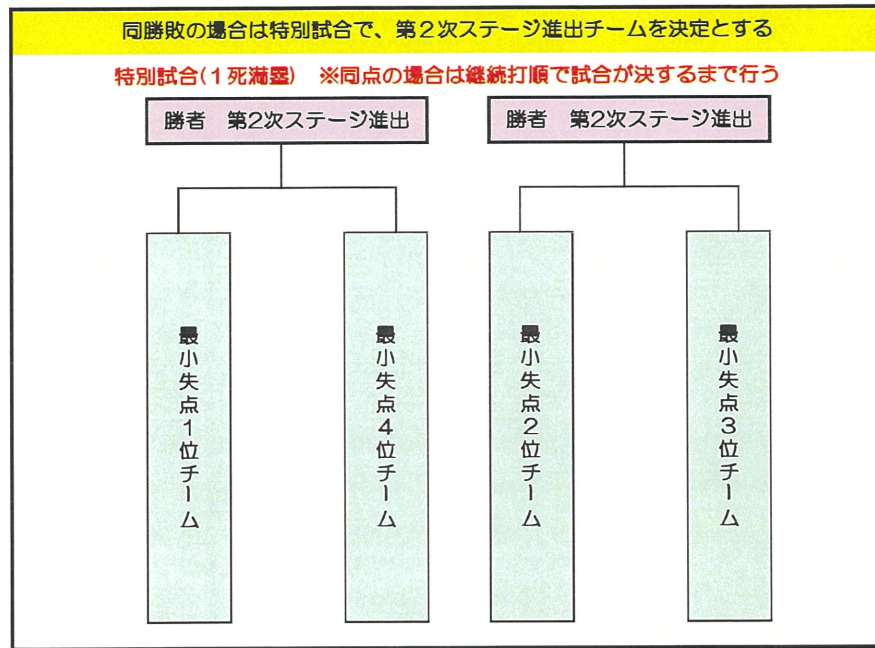 同勝敗の場合は特別試合で、第２次ステージ進出チームを決定とする
特別試合(１死満塁)　※同点の場合は継続打順で試合が決するまで行う
勝者　第2次ステージ進出
勝者　第2次ステージ進出
最小失点１位チーム
最小失点４位チーム
最小失点２位チーム
最小失点３位チーム